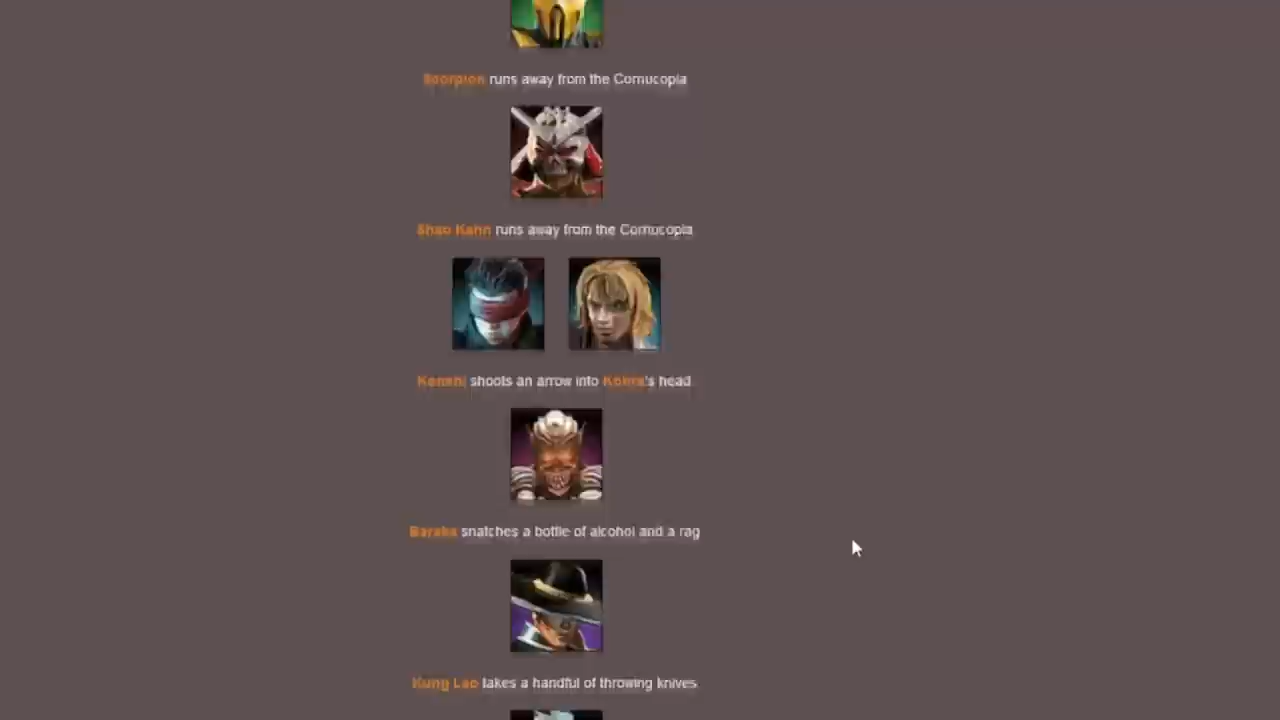 Scorpion runs away from the Cornucopia
Shao Kahn runs away from the Cornucopia
Kenshi shoots an arrow into Kobra's head
Baraka snatches a bottle of alcohol and a rag
Kung Lao takes a handful of throwing knives